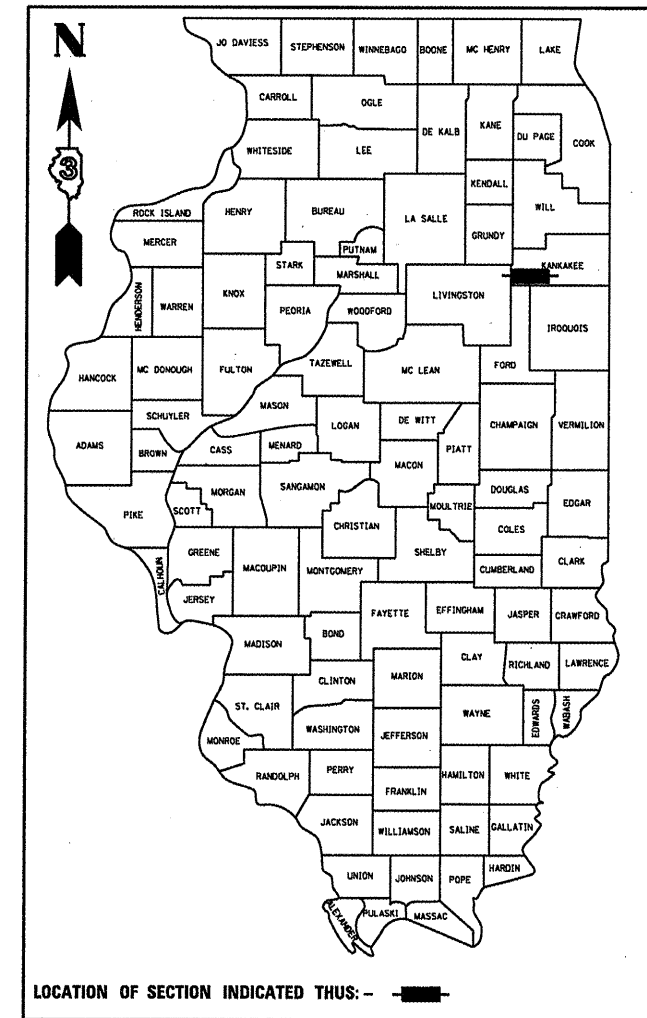 N
JO DAVIESS STEPHENSON WINNEBAGO BOONE MC HENRY LAKE
CARROLL OGLE DE KALB KANE DU PAGE COOK
3
WHITESIDE LEE
KENDALL
WILL
ROCK ISLAND HENRY BUREAU LA SALLE GRUNDY
MERCER PUTNAM KANKAKEE
STARK MARSHALL
HENDERSON WARREN KNOX PEORIA WOODFORD LIVINGSTON IROQUOIS
HANCOCK MC DONOUGH FULTON TAZEWELL MC LEAN FORD
SCHUYLER MASON LOGAN DE WITT CHAMPAIGN VERMILION
ADAMS BROWN CASS MENARD PIATT
MACON
PIKE SCOTT MORGAN SANGAMON MOULTRIE DOUGLAS EDGAR
CHRISTIAN COLES
CALHOUN GREENE MACOUPIN MONTGOMERY SHELBY CUMBERLAND CLARK
JERSEY FAYETTE EFFINGHAM JASPER CRAWFORD
MADISON BOND
CLAY RICHLAND LAWRENCE
CLINTON MARION
ST. CLAIR WAYNE EDWARDS WABASH
MONROE WASHINGTON JEFFERSON
RANDOLPH PERRY HAMILTON WHITE
FRANKLIN
JACKSON WILLIAMSON SALINE GALLATIN
UNION JOHNSON POPE HARDIN
ALEXANDER PULASKI MASSAC
LOCATION OF SECTION INDICATED THUS: -